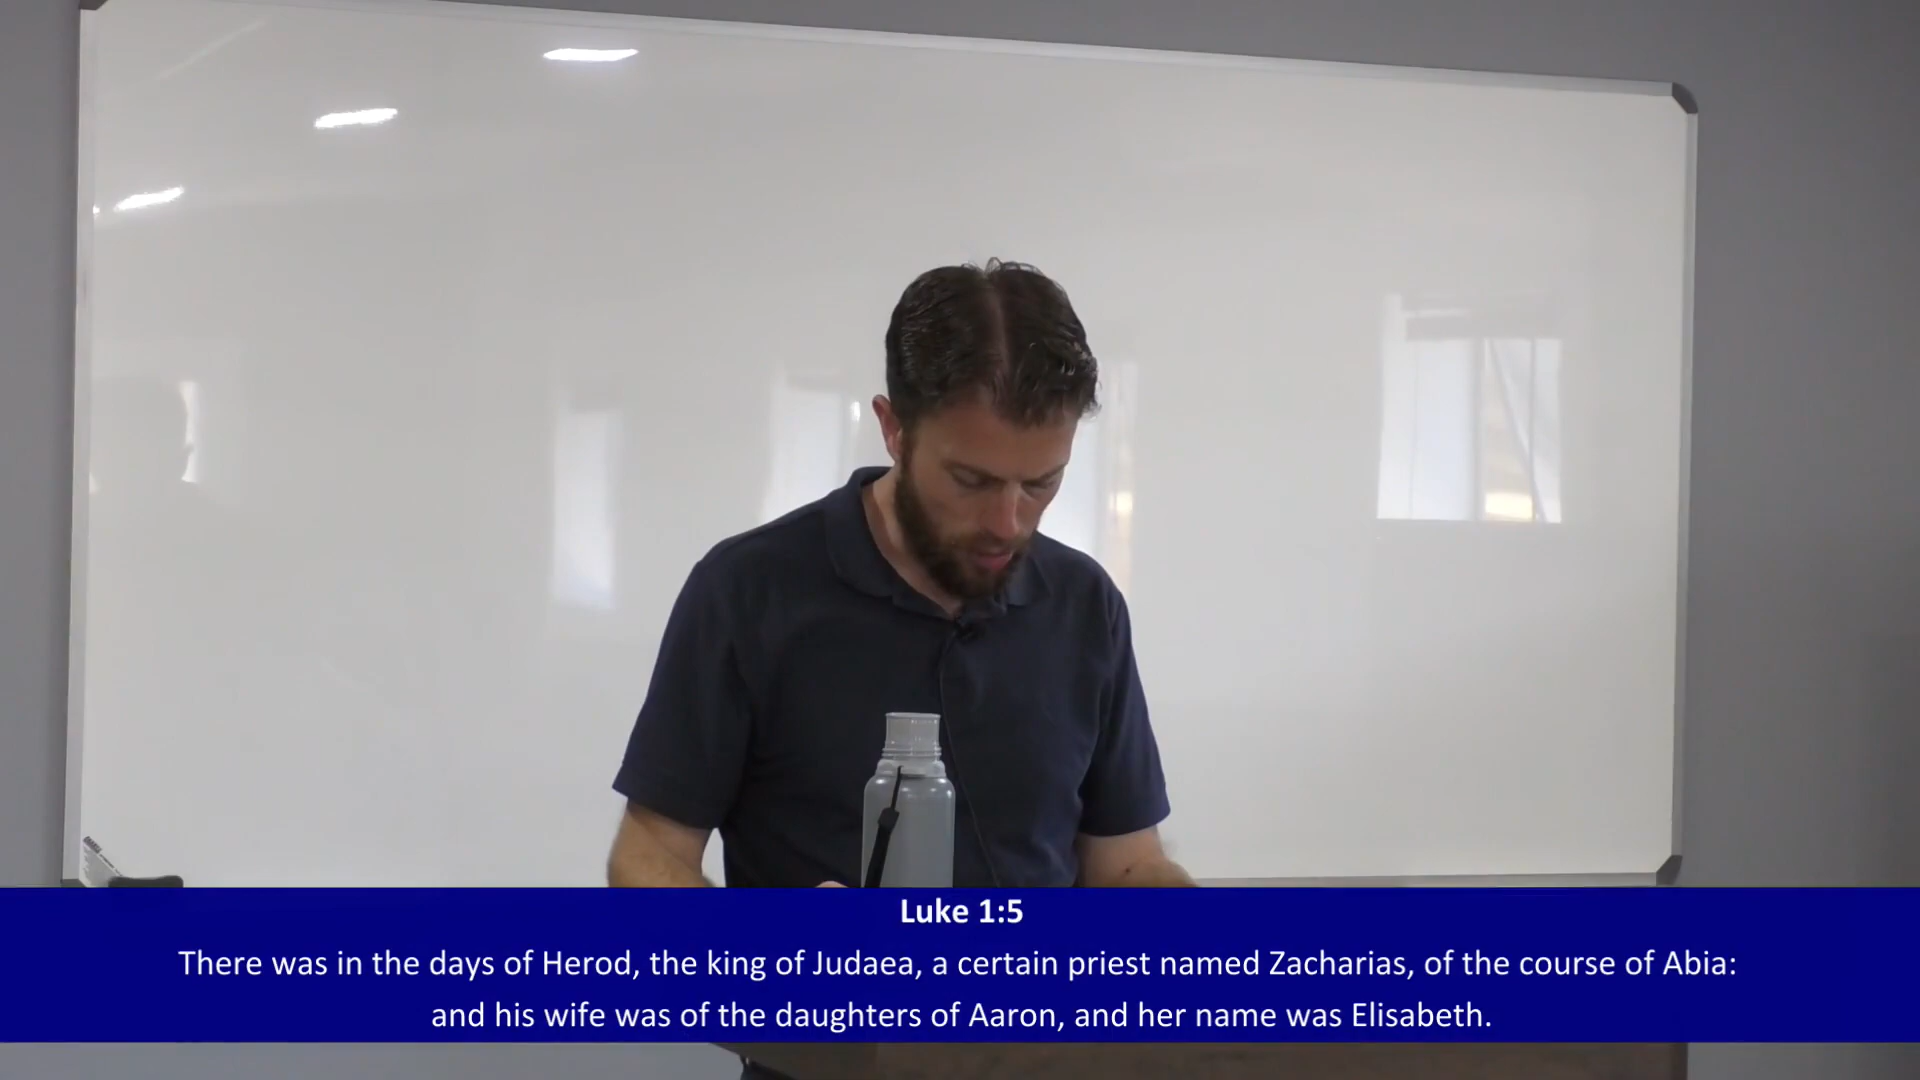 Luke 1:5
There was in the days of Herod, the king of Judaea, a certain priest named Zacharias, of the course of Abia:
and his wife was of the daughters of Aaron, and her name was Elisabeth.